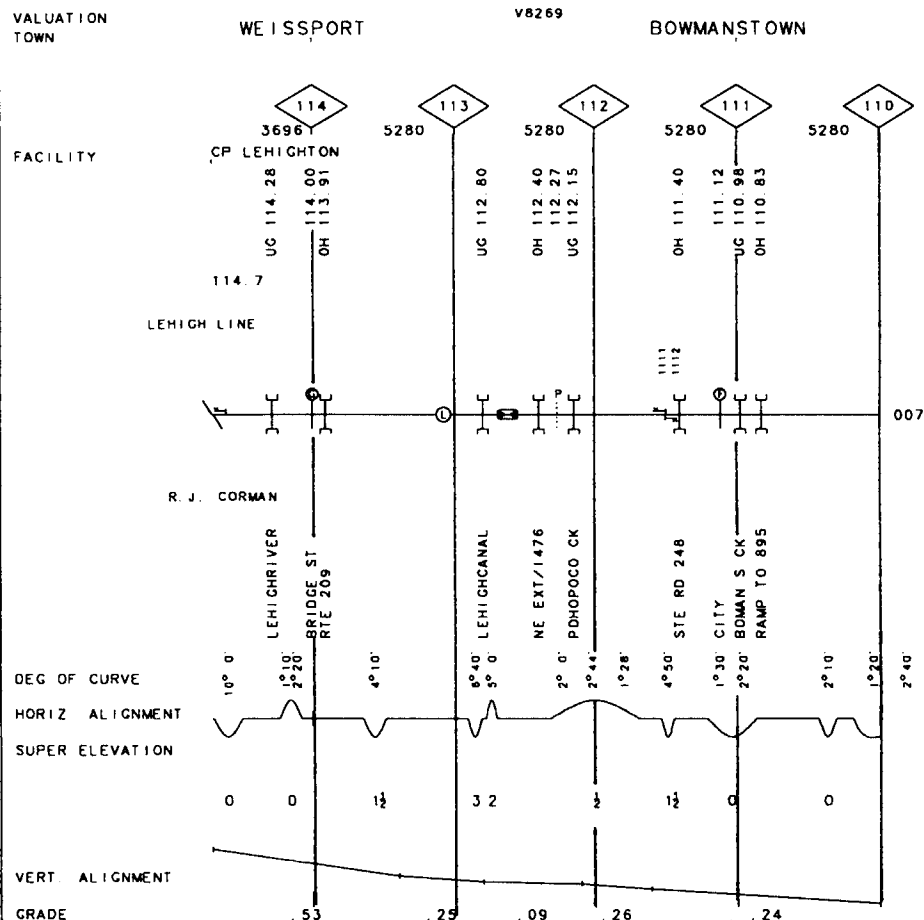 VALUATION V8269
TOWN WEISSPORT BOWMANSTOWN
114 113 112 111 110
3696 5280 5280 5280 5280
FACILITY CP LEHIGHTON
UG 114.28
114.00
OH 113.91
UG 112.80
OH 112.40
112.27
UG 112.15
OH 111.40
111.12
UG 110.98
OH 110.83
114.7
LEHIGH LINE
1111
1112
P
L
007
R.J. CORMAN
LEHIGHRIVER
BRIDGE ST
RTE 209
LEHIGHCANAL
NE EXT/1476
POHOPOCO CK
STE RD 248
CITY
BOMAN S CK
RAMP TO 895
DEG OF CURVE
10° 0'
1°10'
2°20'
4°10'
6°40'
5° 0'
2° 0'
2°44'
1°28'
4°50'
1°30'
2°20'
2°10'
1°20'
2°40'
HORIZ ALIGNMENT
SUPER ELEVATION
0 0 1½ 3 2 ½ 1½ 0 0
VERT. ALIGNMENT
GRADE .53 .25 .09 .26 .24